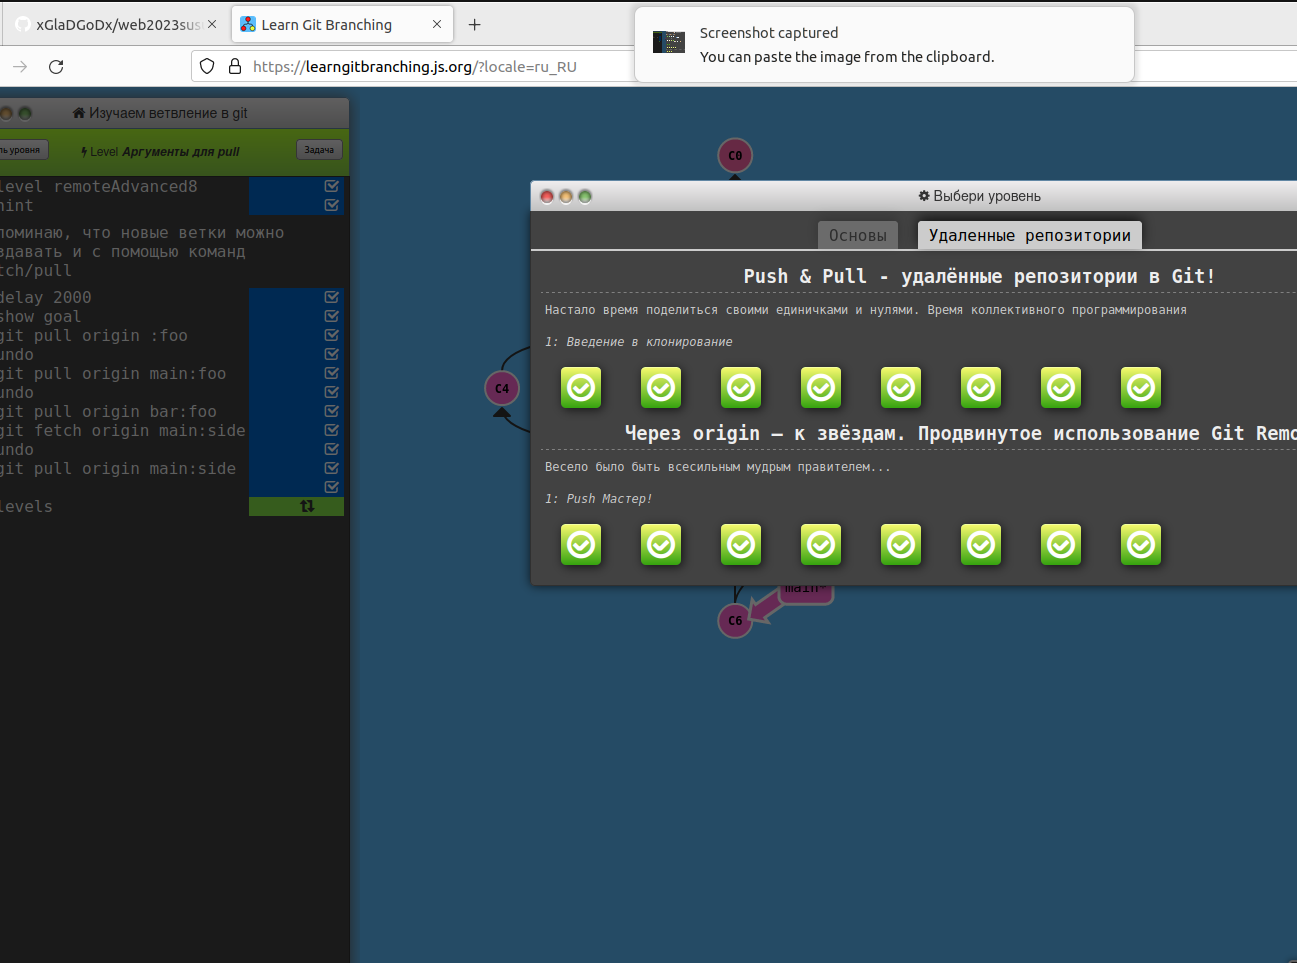 xGlaDGoDx/web2023sus
Learn Git Branching
Screenshot captured
You can paste the image from the clipboard.
https://learngitbranching.js.org/?locale=ru_RU
Изучаем ветвление в git
ль уровня
Level Аргументы для pull
Задача
level remoteAdvanced8
hint
поминаю, что новые ветки можно
здавать и с помощью команд
tch/pull
delay 2000
show goal
git pull origin :foo
undo
git pull origin main:foo
undo
git pull origin bar:foo
git fetch origin main:side
undo
git pull origin main:side
levels
C0
C4
Выбери уровень
Основы
Удаленные репозитории
Push & Pull - удалённые репозитории в Git!
Настало время поделиться своими единичками и нулями. Время коллективного программирования
1: Введение в клонирование
Через origin – к звёздам. Продвинутое использование Git Remo
Весело было быть всесильным мудрым правителем...
1: Push Мастер!
main*
C6